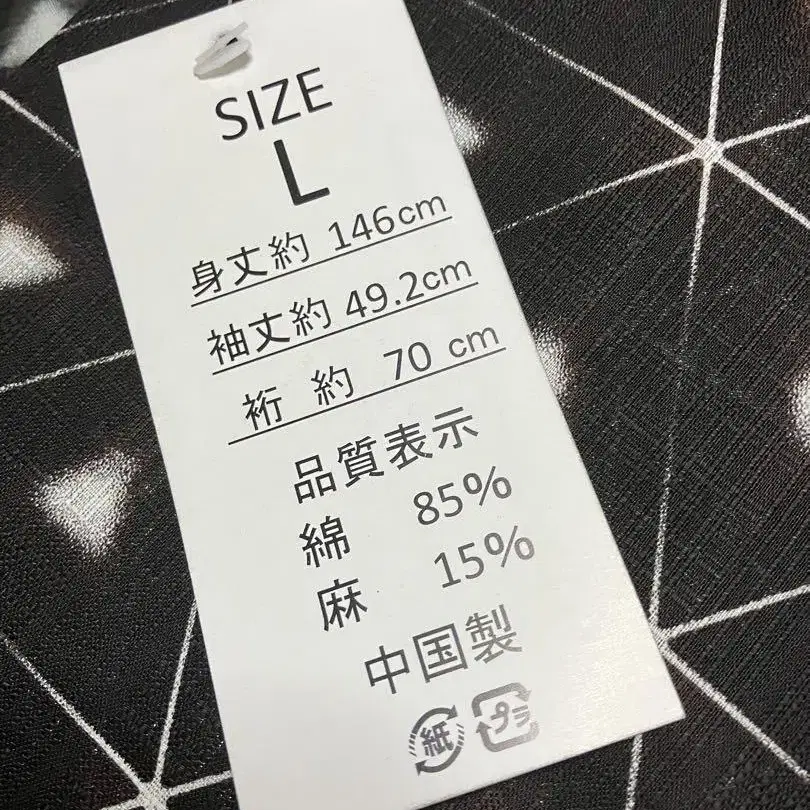 SIZE
L
身丈約 146cm
袖丈約 49.2cm
裄 約 70 cm
品質表示
綿 85%
麻 15%
中国製
紙 プラ